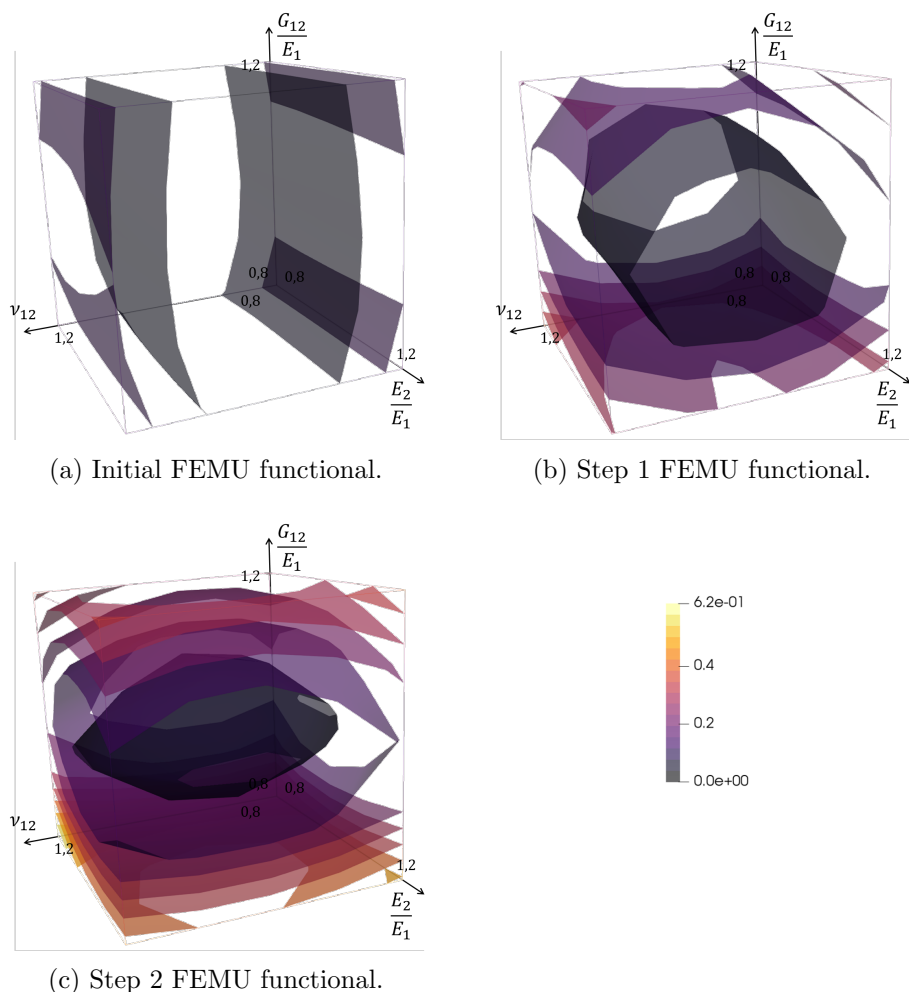 G₁₂
E₁
1,2
0,8
0,8
0,8
ν₁₂
1,2
1,2
E₂
E₁
(a) Initial FEMU functional.
G₁₂
E₁
1,2
0,8
0,8
0,8
ν₁₂
1,2
1,2
E₂
E₁
(b) Step 1 FEMU functional.
G₁₂
E₁
1,2
0,8
0,8
0,8
ν₁₂
1,2
1,2
E₂
E₁
(c) Step 2 FEMU functional.
6.2e-01
0.4
0.2
0.0e+00